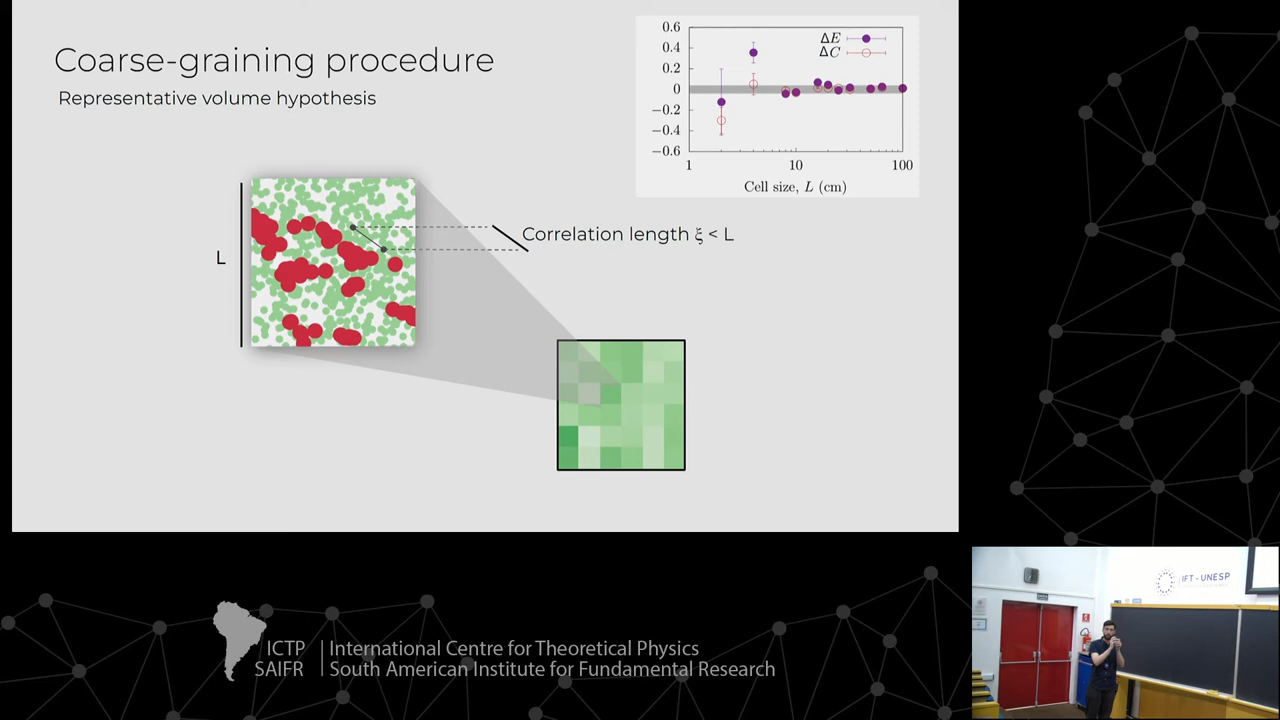 Coarse-graining procedure
Representative volume hypothesis
0.6
0.4
0.2
0
−0.2
−0.4
−0.6
ΔE
ΔC
1
10
100
Cell size, L (cm)
L
Correlation length ξ < L
IFT - UNESP
ICTP
SAIFR
International Centre for Theoretical Physics
South American Institute for Fundamental Research